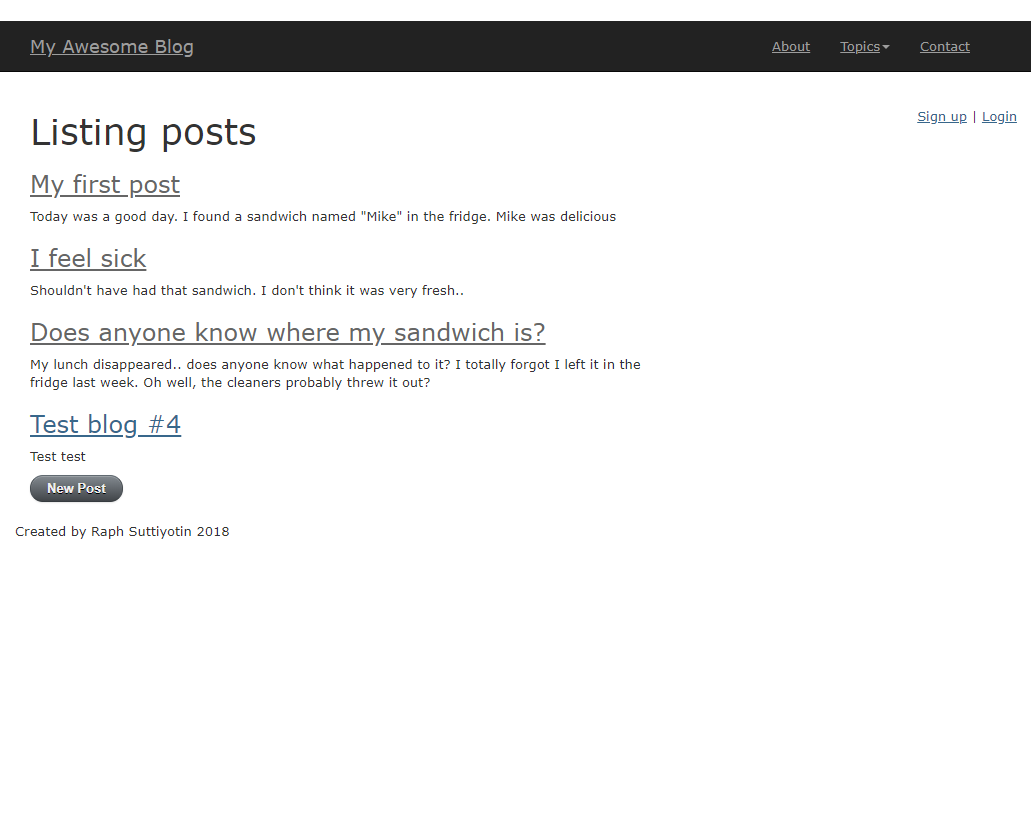 My Awesome Blog
About Topics Contact
Sign up | Login
Listing posts
My first post
Today was a good day. I found a sandwich named "Mike" in the fridge. Mike was delicious
I feel sick
Shouldn't have had that sandwich. I don't think it was very fresh..
Does anyone know where my sandwich is?
My lunch disappeared.. does anyone know what happened to it? I totally forgot I left it in the
fridge last week. Oh well, the cleaners probably threw it out?
Test blog #4
Test test
New Post
Created by Raph Suttiyotin 2018